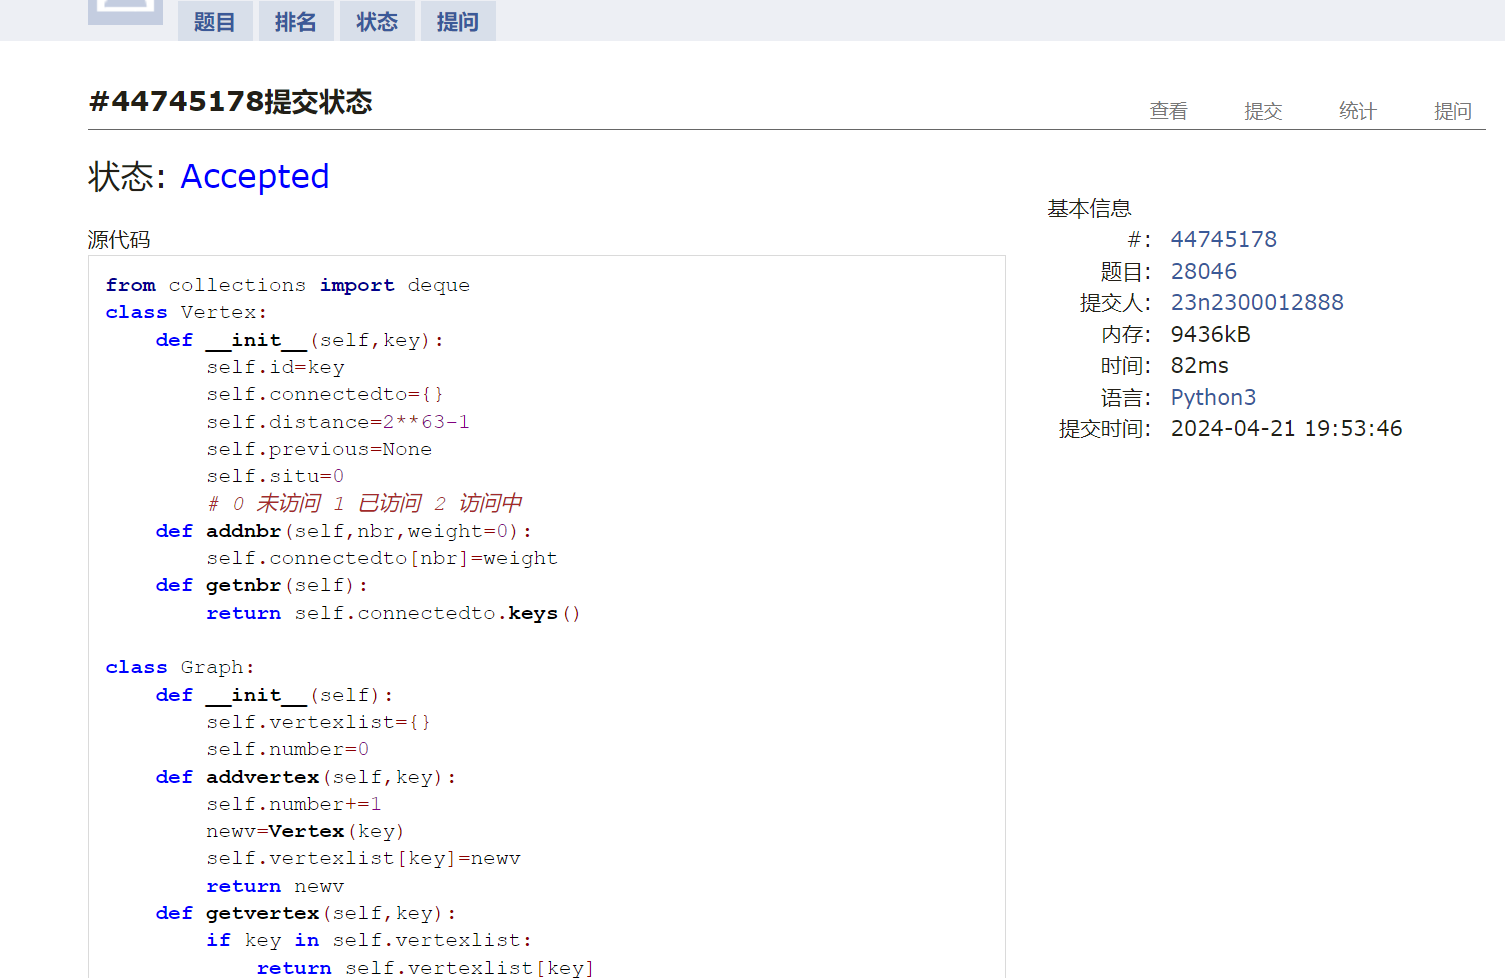 题目 排名 状态 提问
#44745178提交状态
查看 提交 统计 提问
状态: Accepted
源代码
from collections import deque
class Vertex:
    def __init__(self,key):
        self.id=key
        self.connectedto={}
        self.distance=2**63-1
        self.previous=None
        self.situ=0
        # 0 未访问 1 已访问 2 访问中
    def addnbr(self,nbr,weight=0):
        self.connectedto[nbr]=weight
    def getnbr(self):
        return self.connectedto.keys()
class Graph:
    def __init__(self):
        self.vertexlist={}
        self.number=0
    def addvertex(self,key):
        self.number+=1
        newv=Vertex(key)
        self.vertexlist[key]=newv
        return newv
    def getvertex(self,key):
        if key in self.vertexlist:
            return self.vertexlist[key]
基本信息
#: 44745178
题目: 28046
提交人: 23n2300012888
内存: 9436kB
时间: 82ms
语言: Python3
提交时间: 2024-04-21 19:53:46